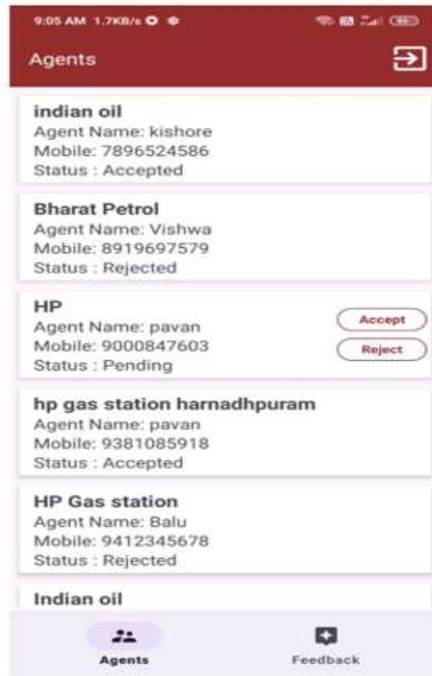 9:05 AM 1.7KB/s
Agents
indian oil
Agent Name: kishore
Mobile: 7896524586
Status : Accepted
Bharat Petrol
Agent Name: Vishwa
Mobile: 8919697579
Status : Rejected
HP
Agent Name: pavan
Mobile: 9000847603
Status : Pending
Accept
Reject
hp gas station harnadhpuram
Agent Name: pavan
Mobile: 9381085918
Status : Accepted
HP Gas station
Agent Name: Balu
Mobile: 9412345678
Status : Rejected
Indian oil
Agents
Feedback